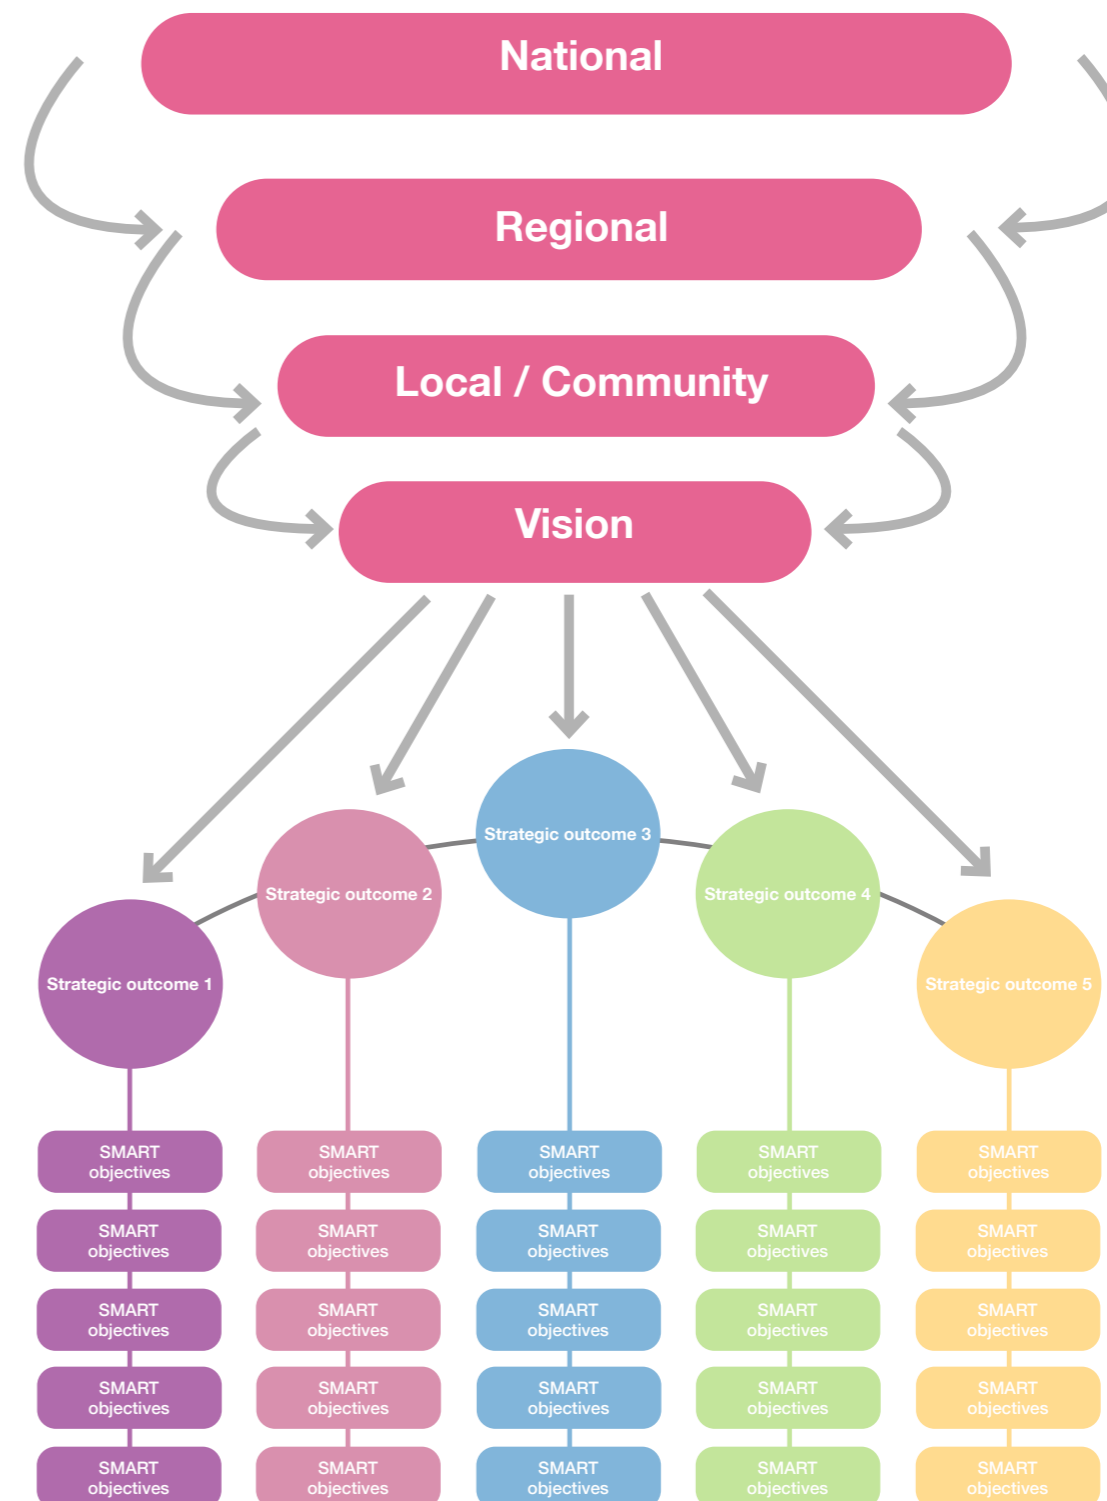 National
Regional
Local / Community
Vision
Strategic outcome 3
Strategic outcome 2
Strategic outcome 4
Strategic outcome 1
Strategic outcome 5
SMART
objectives
SMART
objectives
SMART
objectives
SMART
objectives
SMART
objectives
SMART
objectives
SMART
objectives
SMART
objectives
SMART
objectives
SMART
objectives
SMART
objectives
SMART
objectives
SMART
objectives
SMART
objectives
SMART
objectives
SMART
objectives
SMART
objectives
SMART
objectives
SMART
objectives
SMART
objectives
SMART
objectives
SMART
objectives
SMART
objectives
SMART
objectives
SMART
objectives